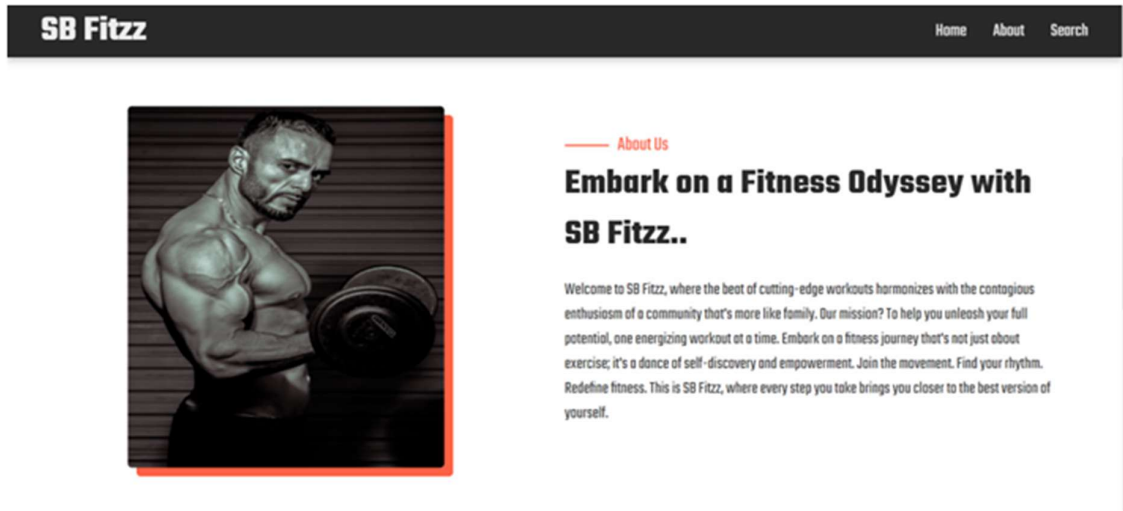 SB Fitzz
Home About Search
About Us
Embark on a Fitness Odyssey with
SB Fitzz..
Welcome to SB Fitzz, where the beat of cutting-edge workouts harmonizes with the contagious
enthusiasm of a community that's more like family. Our mission? To help you unleash your full
potential, one energizing workout at a time. Embark on a fitness journey that's not just about
exercise; it's a dance of self-discovery and empowerment. Join the movement. Find your rhythm.
Redefine fitness. This is SB Fitzz, where every step you take brings you closer to the best version of
yourself.